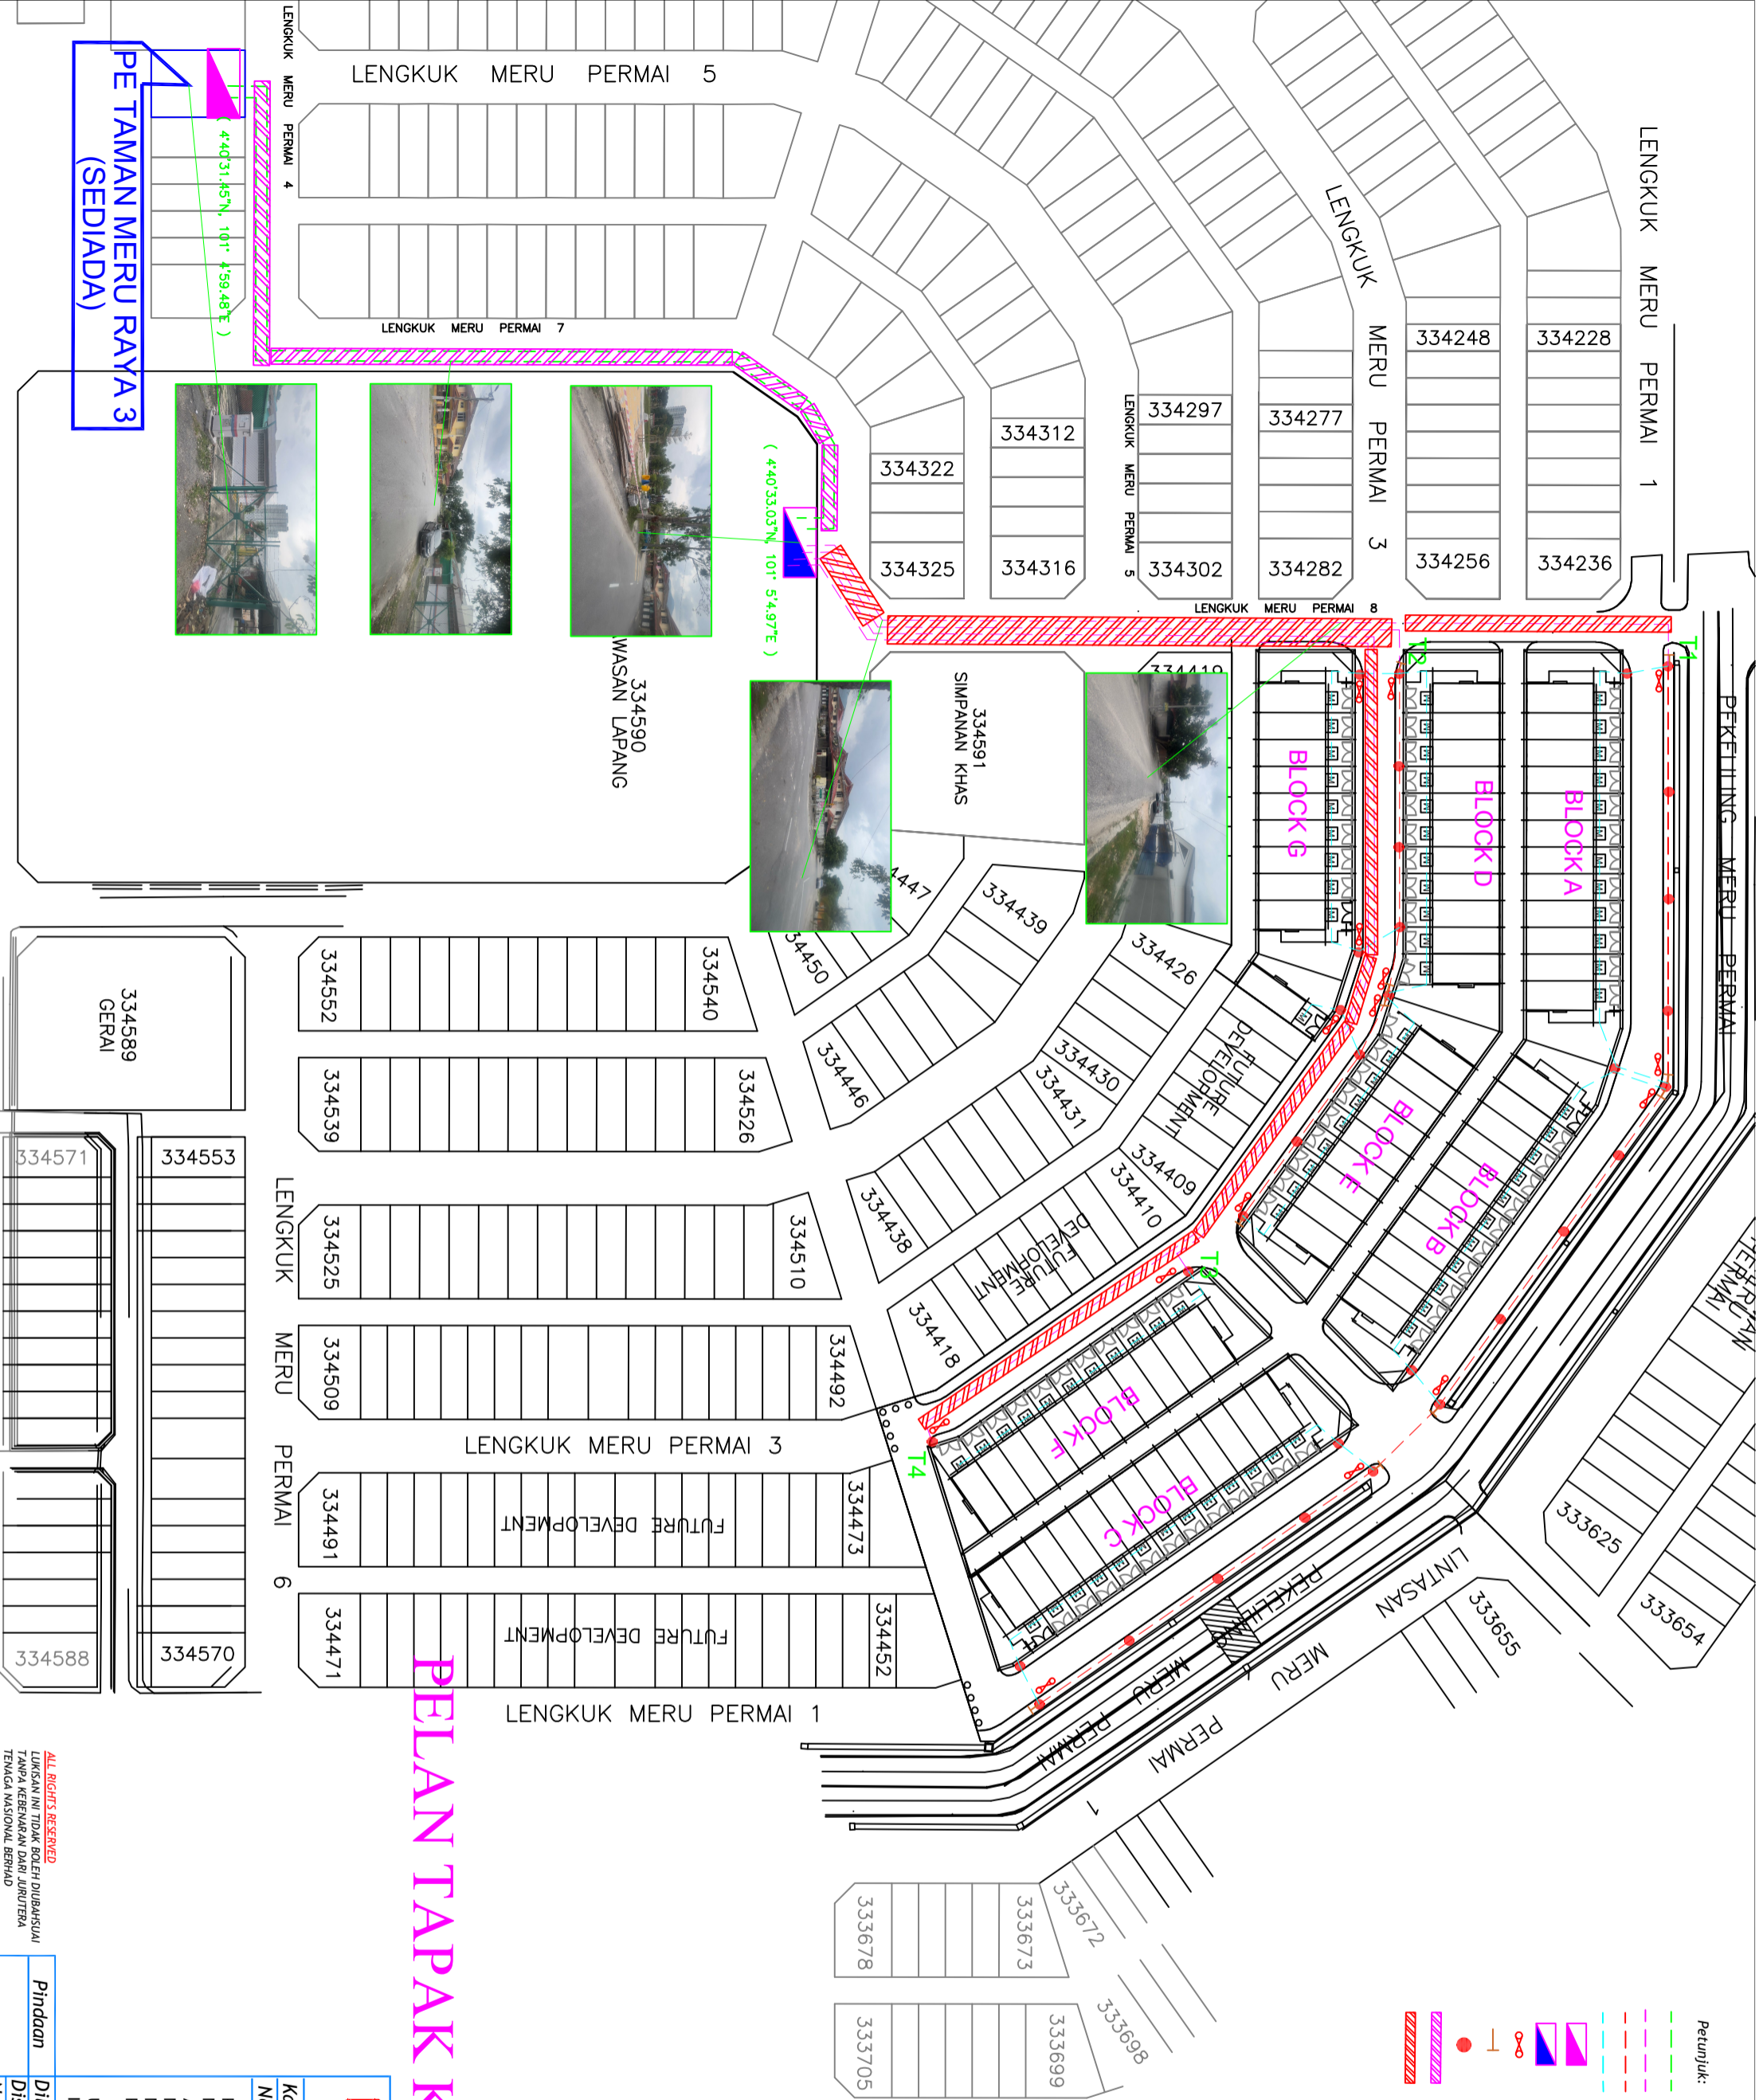 LENGKUK MERU PERMAI 5
LENGKUK MERU PERMAI 4
PE TAMAN MERU RAYA 3
(SEDIADA)
( 4°40'31.45"N, 101° 4'59.48"E )
LENGKUK MERU PERMAI 7
LENGKUK MERU PERMAI 1
LENGKUK
MERU PERMAI 3
334248
334228
334297
334277
334312
334322
LENGKUK MERU PERMAI 5
( 4°40'33.03"N, 101° 5'4.97"E )
334325
334316
334302
334282
334256
334236
LENGKUK MERU PERMAI 8
T1
T2
334590
WASAN LAPANG
334591
SIMPANAN KHAS
334419
BLOCK G
BLOCK D
BLOCK A
PEKELILING MERU PERMAI
4447
334439
334450
334426
334552
334540
334589
GERAI
334446
334430
334431
FUTURE
DEVELOPMENT
334539
334526
BLOCK E
BLOCK B
334409
334410
334571
334553
334438
FUTURE
DEVELOPMENT
334525
334510
T3
334418
334509
334492
LENGKUK MERU PERMAI 6
BLOCK F
BLOCK C
LENGKUK MERU PERMAI 3
T4
334491
FUTURE DEVELOPMENT
334473
334471
FUTURE DEVELOPMENT
334452
334588
334570
LENGKUK MERU PERMAI 1
PEKELILING MERU PERMAI
LINTASAN MERU PERMAI 1
PERMAI
333625
333654
333655
333678
333673
333672
333705
333699
333698
PELAN TAPAK K
ALL RIGHTS RESERVED
LUKISAN INI TIDAK BOLEH DIUBAHSUAI
TANPA KEBENARAN DARI JURUTERA
TENAGA NASIONAL BERHAD
Pindaan
Petunjuk: